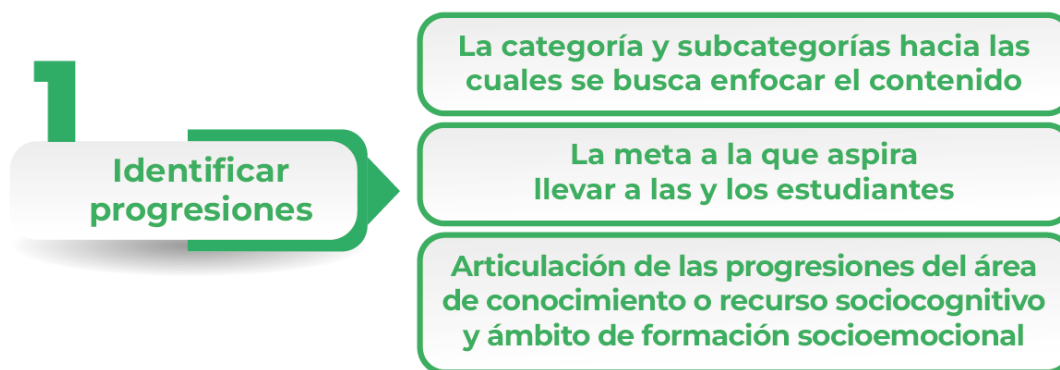 1
Identificar
progresiones
La categoría y subcategorías hacia las
cuales se busca enfocar el contenido
La meta a la que aspira
llevar a las y los estudiantes
Articulación de las progresiones del área
de conocimiento o recurso sociocognitivo
y ámbito de formación socioemocional